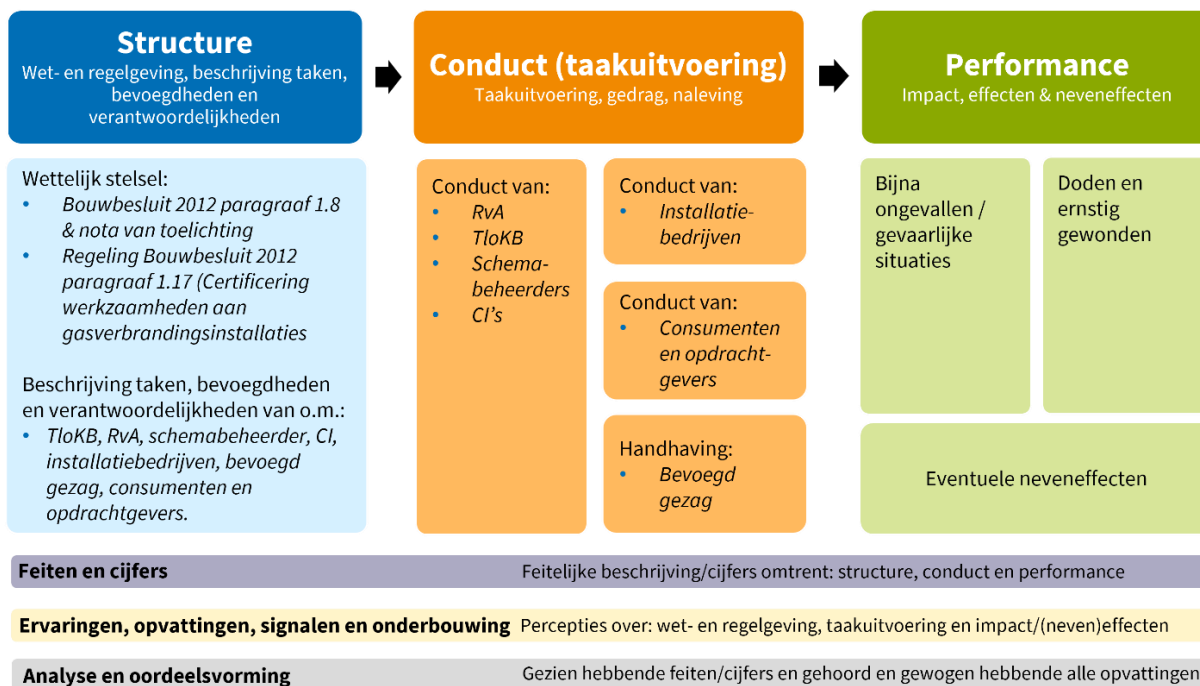 Structure
Wet- en regelgeving, beschrijving taken,
bevoegdheden en
verantwoordelijkheden
Conduct (taakuitvoering)
Taakuitvoering, gedrag, naleving
Performance
Impact, effecten & neveneffecten
Wettelijk stelsel:
• Bouwbesluit 2012 paragraaf 1.8
& nota van toelichting
• Regeling Bouwbesluit 2012
paragraaf 1.17 (Certificering
werkzaamheden aan
gasverbrandingsinstallaties
Beschrijving taken, bevoegdheden
en verantwoordelijkheden van o.m.:
• TloKB, RvA, schemabeheerder, CI,
installatiebedrijven, bevoegd
gezag, consumenten en
opdrachtgevers.
Conduct van:
• RvA
• TloKB
• Schema-
beheerders
• CI's
Conduct van:
• Installatie-
bedrijven
Conduct van:
• Consumenten
en opdracht-
gevers
Handhaving:
• Bevoegd
gezag
Bijna
ongevallen /
gevaarlijke
situaties
Doden en
ernstig
gewonden
Eventuele neveneffecten
Feiten en cijfers Feitelijke beschrijving/cijfers omtrent: structure, conduct en performance
Ervaringen, opvattingen, signalen en onderbouwing Percepties over: wet- en regelgeving, taakuitvoering en impact/(neven)effecten
Analyse en oordeelsvorming Gezien hebbende feiten/cijfers en gehoord en gewogen hebbende alle opvattingen